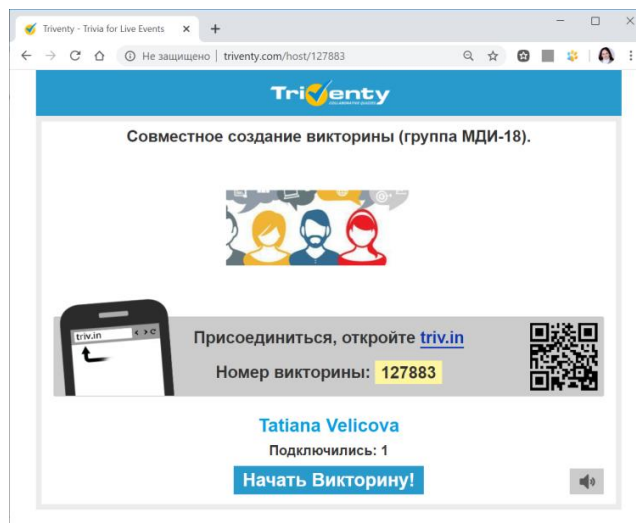 Triventy - Trivia for Live Events
Не защищено | triventy.com/host/127883
Triventy
Совместное создание викторины (группа МДИ-18).
triv.in
Присоединиться, откройте triv.in
Номер викторины: 127883
Tatiana Velicova
Подключились: 1
Начать Викторину!